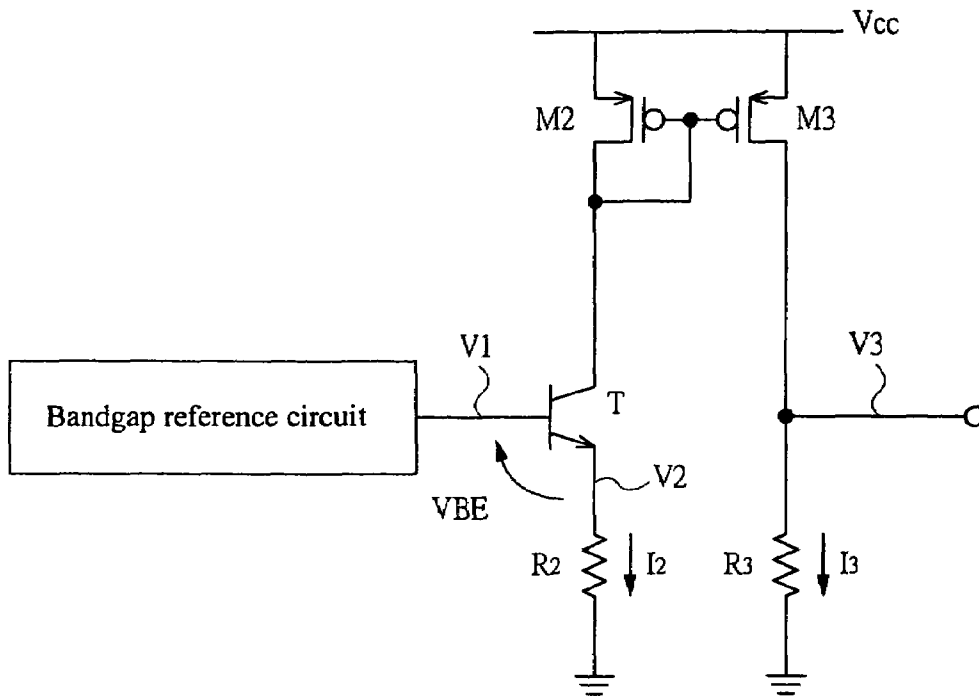 Vcc
M2
M3
V1
V3
Bandgap reference circuit
T
V2
VBE
R2
I2
R3
I3